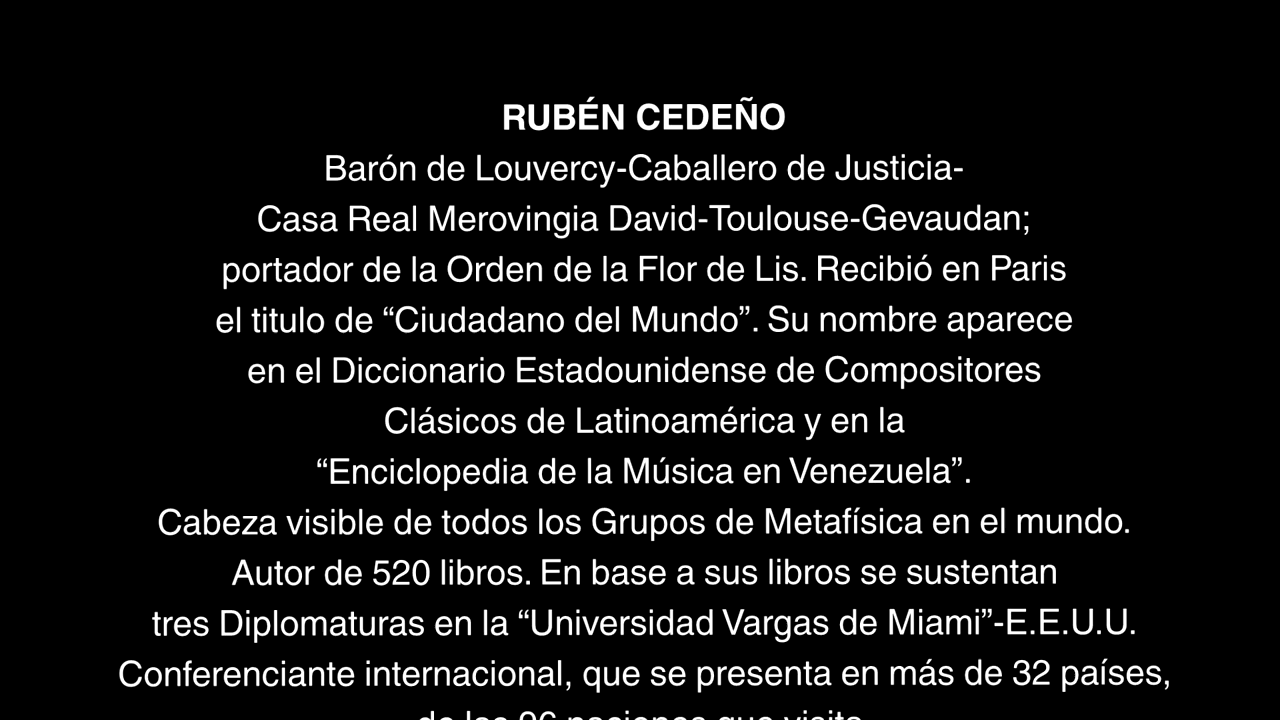 RUBÉN CEDEÑO
Barón de Louvercy-Caballero de Justicia-
Casa Real Merovingia David-Toulouse-Gevaudan;
portador de la Orden de la Flor de Lis. Recibió en Paris
el titulo de “Ciudadano del Mundo”. Su nombre aparece
en el Diccionario Estadounidense de Compositores
Clásicos de Latinoamérica y en la
“Enciclopedia de la Música en Venezuela”.
Cabeza visible de todos los Grupos de Metafísica en el mundo.
Autor de 520 libros. En base a sus libros se sustentan
tres Diplomaturas en la “Universidad Vargas de Miami”-E.E.U.U.
Conferenciante internacional, que se presenta en más de 32 países,